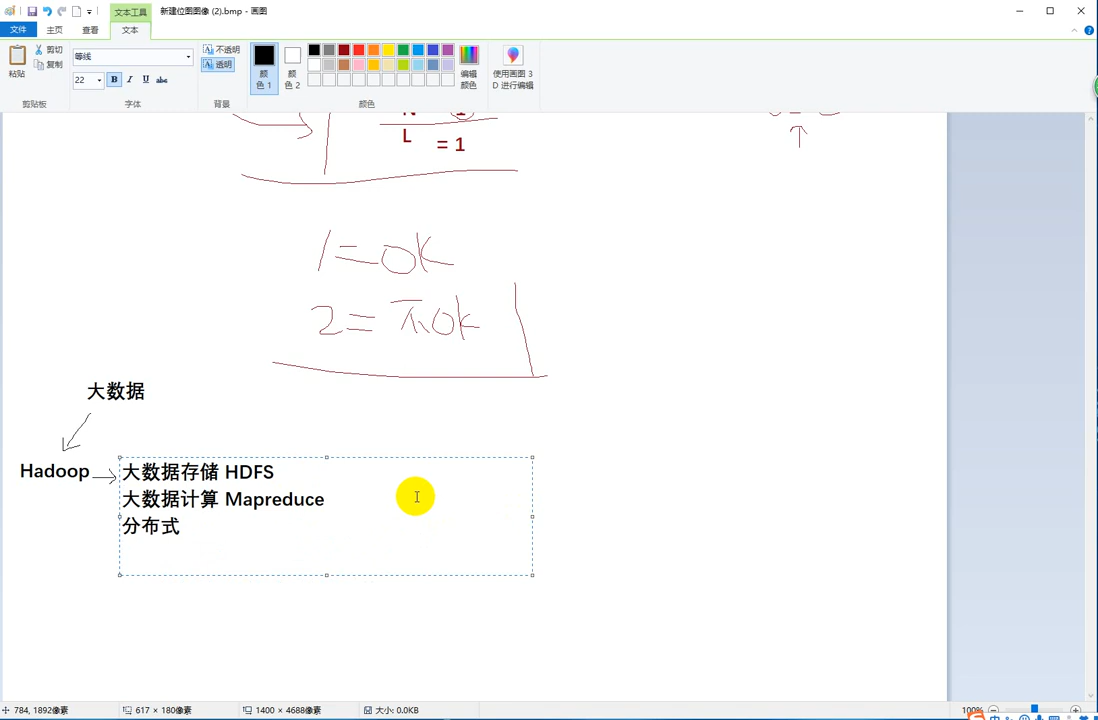 新建位图图像 (2).bmp - 画图
文本工具
文件
主页
查看
文本
粘贴
剪切
复制
剪贴板
等线
22
B I U abc
字体
不透明
透明
背景
颜色 1
颜色 2
编辑颜色
颜色
使用画图 3D 进行编辑
L = 1
1=ok
2=不ok
大数据
Hadoop
大数据存储 HDFS
大数据计算 Mapreduce
分布式
784, 1892像素
617 × 180像素
1400 × 4688像素
大小: 0.0KB
100%